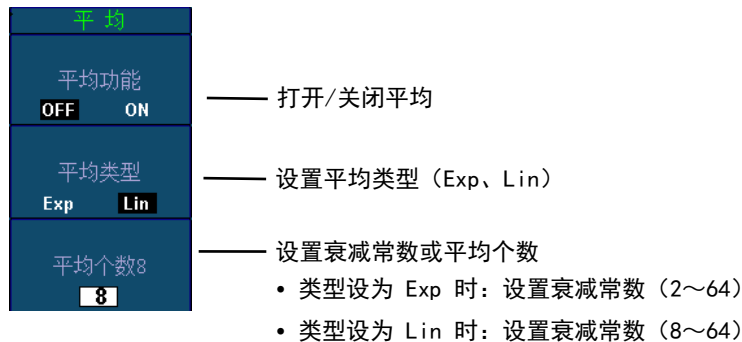 平 均
平均功能
OFF ON
打开/关闭平均
平均类型
Exp Lin
设置平均类型（Exp、Lin）
平均个数8
8
设置衰减常数或平均个数
• 类型设为 Exp 时：设置衰减常数（2～64）
• 类型设为 Lin 时：设置衰减常数（8～64）